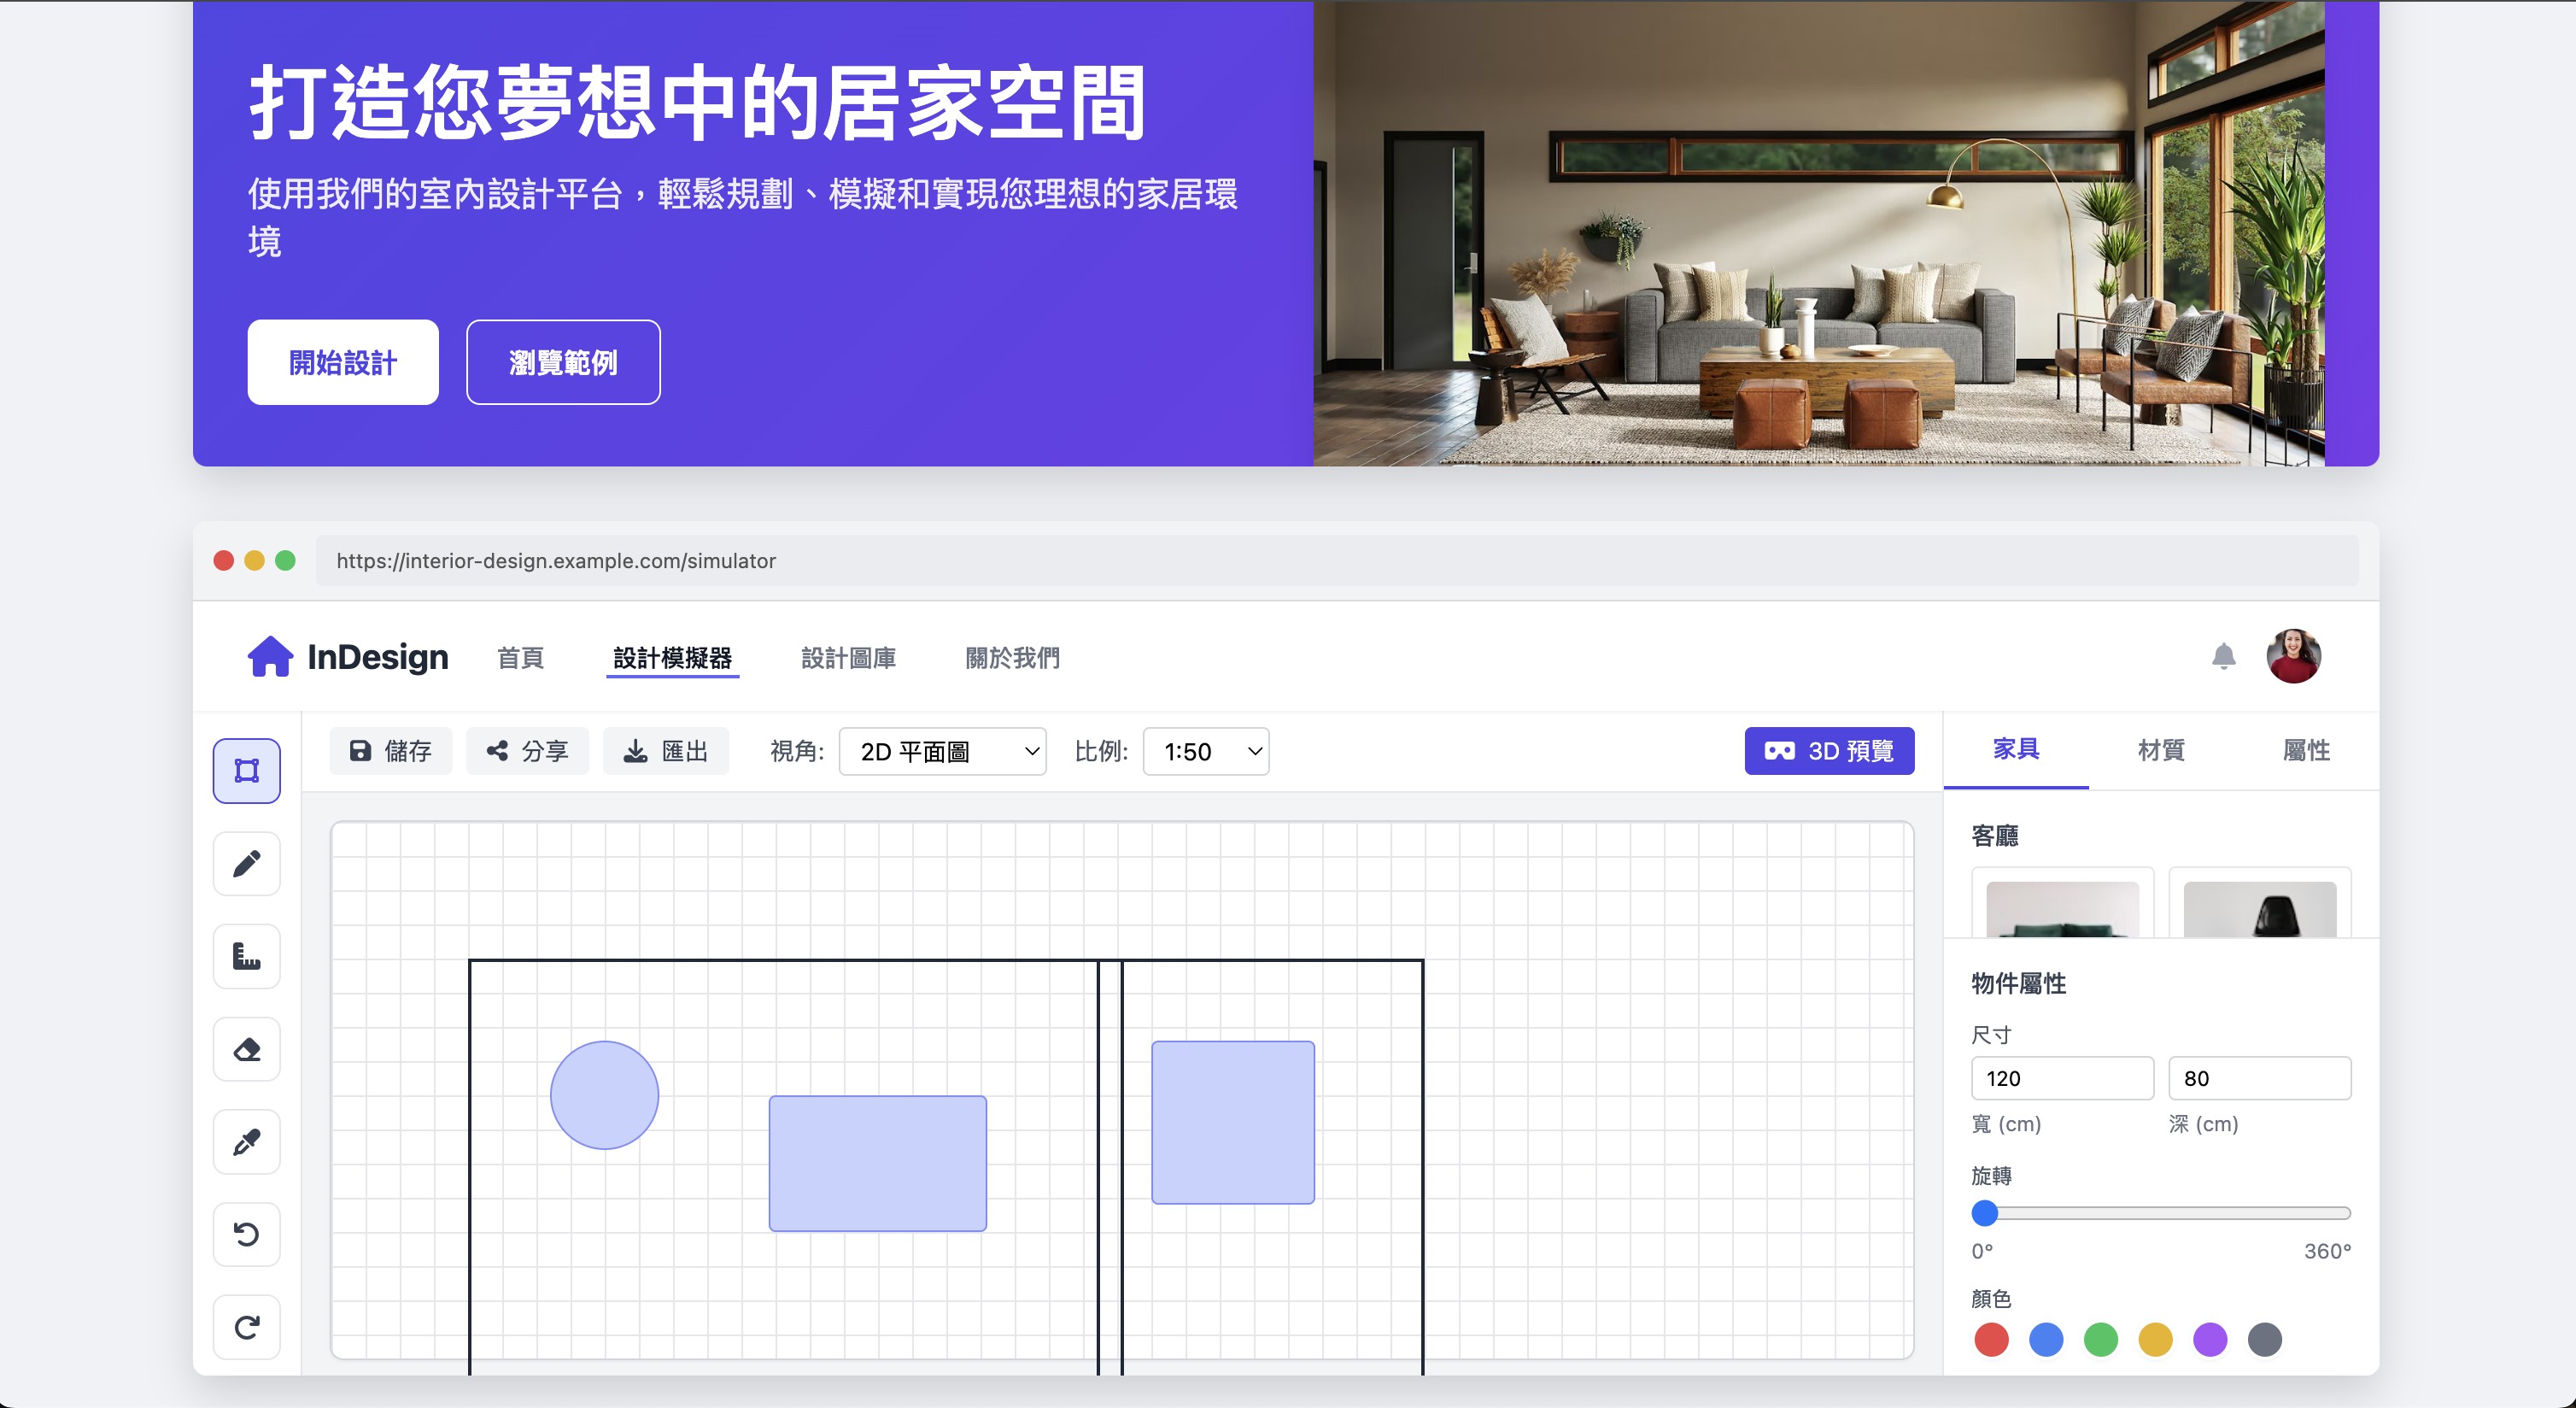 打造您夢想中的居家空間
使用我們的室內設計平台，輕鬆規劃、模擬和實現您理想的家居環
境
開始設計
瀏覽範例
https://interior-design.example.com/simulator
InDesign
首頁
設計模擬器
設計圖庫
關於我們
儲存
分享
匯出
視角:
2D 平面圖
比例:
1:50
3D 預覽
家具
材質
屬性
客廳
物件屬性
尺寸
120
80
寬 (cm)
深 (cm)
旋轉
0°
360°
顏色